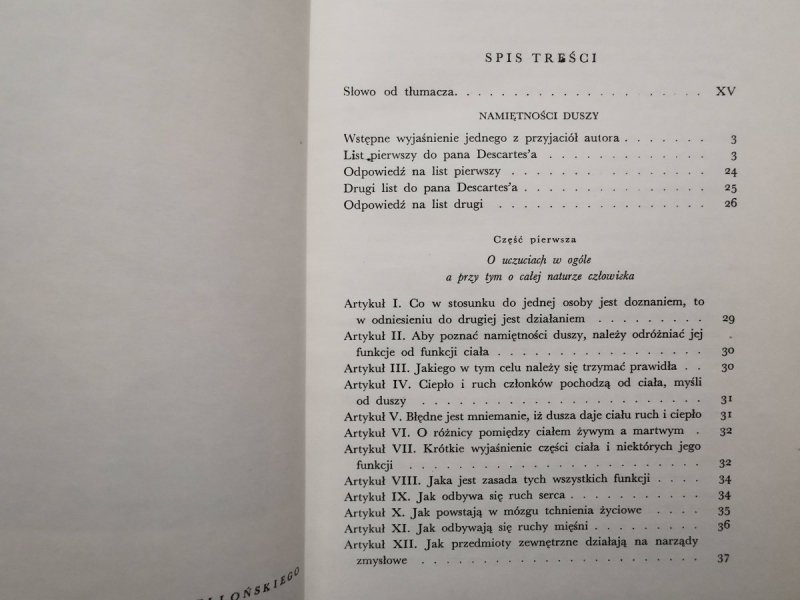 SPIS TREŚCI
Słowo od tłumacza. . . . . . . . . . . . . . . . . . . XV
NAMIĘTNOŚCI DUSZY
Wstępne wyjaśnienie jednego z przyjaciół autora . . . . . . . 3
List pierwszy do pana Descartes'a . . . . . . . . . . . . 3
Odpowiedź na list pierwszy . . . . . . . . . . . . . . . 24
Drugi list do pana Descartes'a . . . . . . . . . . . . . . 25
Odpowiedź na list drugi . . . . . . . . . . . . . . . . 26
Część pierwsza
O uczuciach w ogóle
a przy tym o całej naturze człowieka
Artykuł I. Co w stosunku do jednej osoby jest doznaniem, to
w odniesieniu do drugiej jest działaniem . . . . . . . . . 29
Artykuł II. Aby poznać namiętności duszy, należy odróżniać jej
funkcje od funkcji ciała . . . . . . . . . . . . . . . . 30
Artykuł III. Jakiego w tym celu należy się trzymać prawidła . . 30
Artykuł IV. Ciepło i ruch członków pochodzą od ciała, myśli
od duszy . . . . . . . . . . . . . . . . . . . . . . 31
Artykuł V. Błędne jest mniemanie, iż dusza daje ciału ruch i ciepło 31
Artykuł VI. O różnicy pomiędzy ciałem żywym a martwym . 32
Artykuł VII. Krótkie wyjaśnienie części ciała i niektórych jego
funkcji . . . . . . . . . . . . . . . . . . . . . . . 32
Artykuł VIII. Jaka jest zasada tych wszystkich funkcji . . . . 34
Artykuł IX. Jak odbywa się ruch serca . . . . . . . . . . . 34
Artykuł X. Jak powstają w mózgu tchnienia życiowe . . . . . 35
Artykuł XI. Jak odbywają się ruchy mięśni . . . . . . . . . 36
Artykuł XII. Jak przedmioty zewnętrzne działają na narządy
zmysłowe . . . . . . . . . . . . . . . . . . . . . . 37